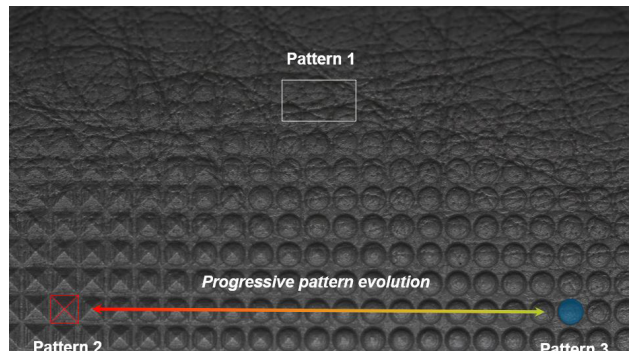 Pattern 1
Progressive pattern evolution
Pattern 2
Pattern 3